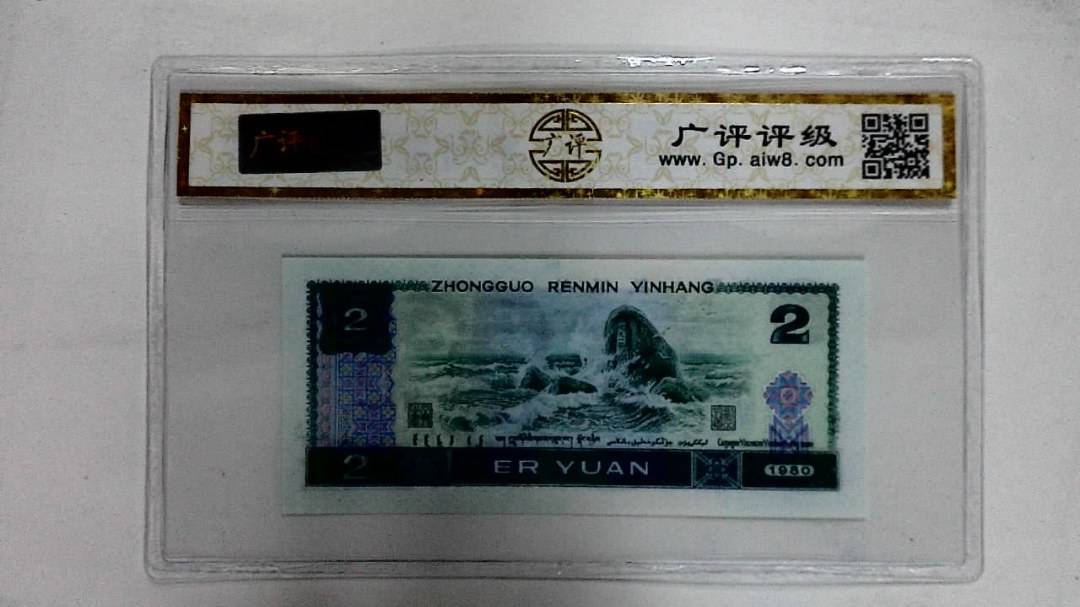 广评
广评
广评评级
www.Gp.aiw8.com
ZHONGGUO RENMIN YINHANG
2
2
2
ER YUAN
1980